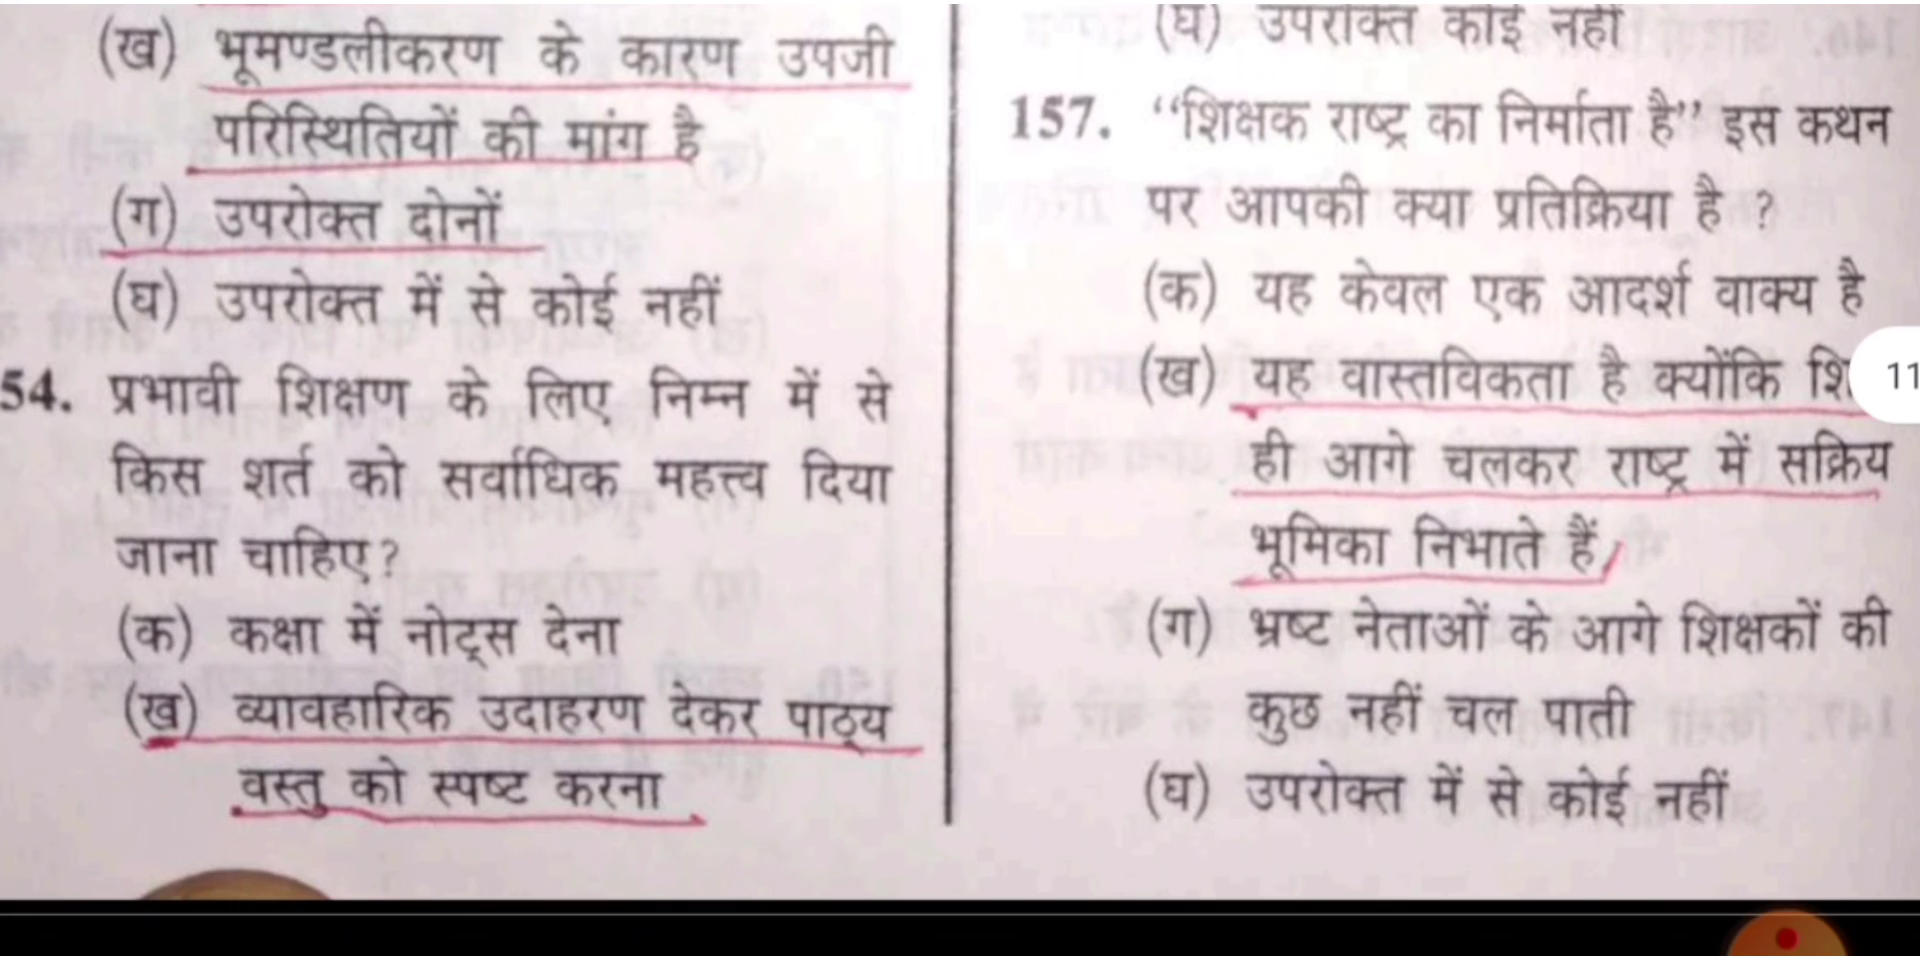 (ख) भूमण्डलीकरण के कारण उपजी
परिस्थितियों की मांग है
(ग) उपरोक्त दोनों
(घ) उपरोक्त में से कोई नहीं
54. प्रभावी शिक्षण के लिए निम्न में से
किस शर्त को सर्वाधिक महत्त्व दिया
जाना चाहिए?
(क) कक्षा में नोट्स देना
(ख) व्यावहारिक उदाहरण देकर पाठ्य
वस्तु को स्पष्ट करना
(घ) उपरोक्त कोई नहीं
157. “शिक्षक राष्ट्र का निर्माता है” इस कथन
पर आपकी क्या प्रतिक्रिया है ?
(क) यह केवल एक आदर्श वाक्य है
(ख) यह वास्तविकता है क्योंकि
ही आगे चलकर राष्ट्र में सक्रिय
भूमिका निभाते हैं
(ग) भ्रष्ट नेताओं के आगे शिक्षकों की
कुछ नहीं चल पाती
(घ) उपरोक्त में से कोई नहीं
11